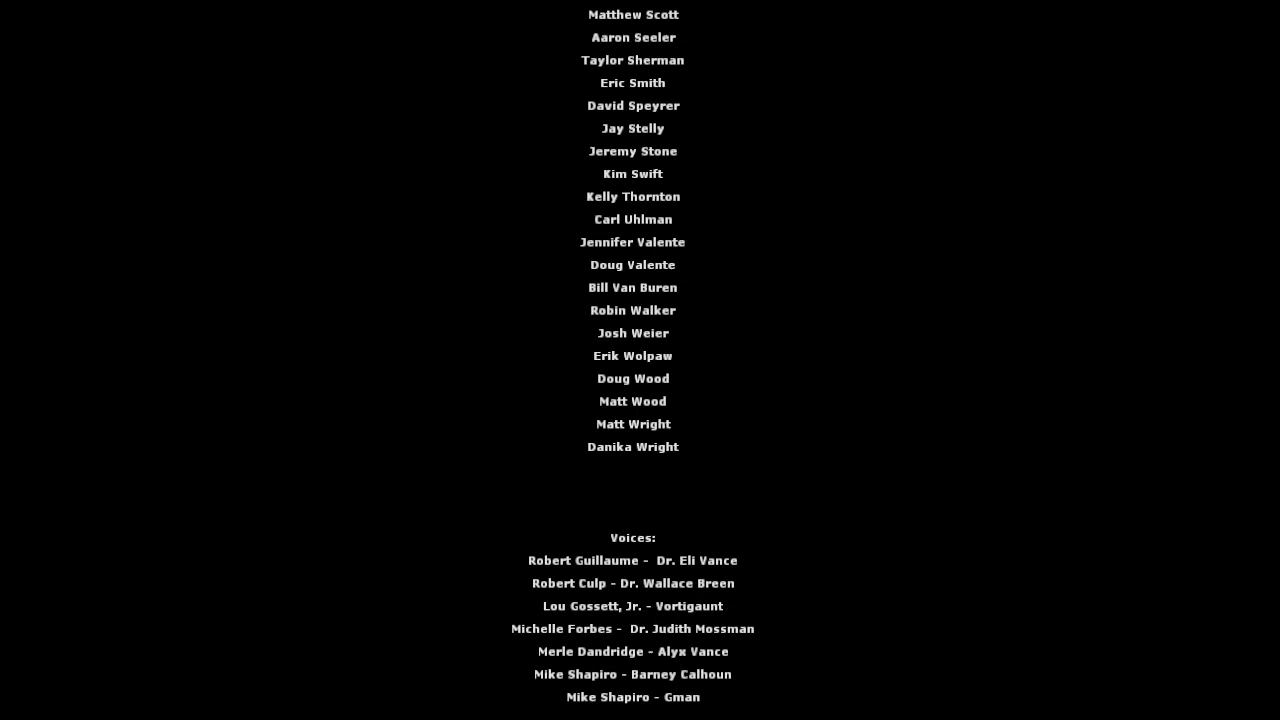 Matthew Scott
Aaron Seeler
Taylor Sherman
Eric Smith
David Speyrer
Jay Stelly
Jeremy Stone
Kim Swift
Kelly Thornton
Carl Uhlman
Jennifer Valente
Doug Valente
Bill Van Buren
Robin Walker
Josh Weier
Erik Wolpaw
Doug Wood
Matt Wood
Matt Wright
Danika Wright
Voices:
Robert Guillaume -  Dr. Eli Vance
Robert Culp - Dr. Wallace Breen
Lou Gossett, Jr. - Vortigaunt
Michelle Forbes -  Dr. Judith Mossman
Merle Dandridge - Alyx Vance
Mike Shapiro - Barney Calhoun
Mike Shapiro - Gman